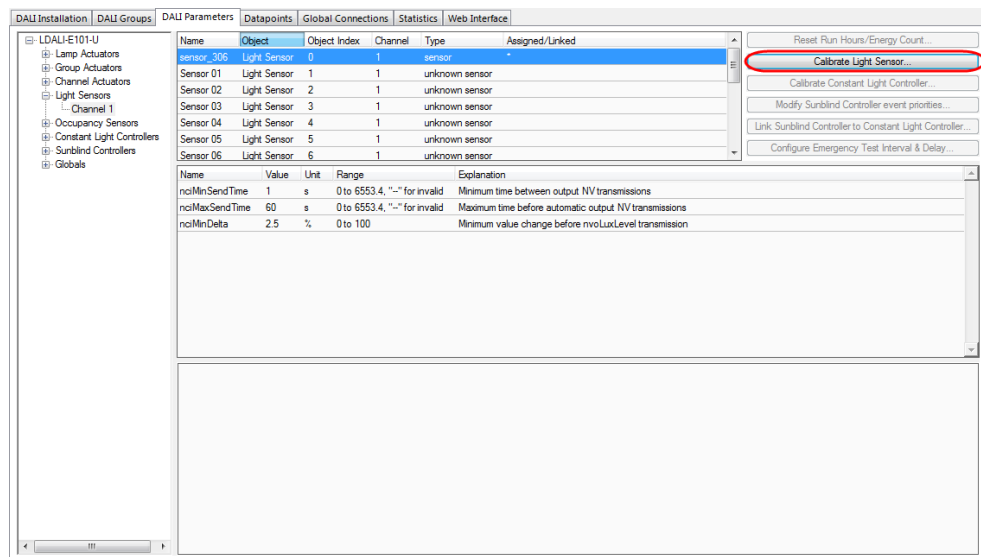 DALI Installation DALI Groups DALI Parameters Datapoints Global Connections Statistics Web Interface
LDALI-E101-U
Lamp Actuators
Group Actuators
Channel Actuators
Light Sensors
Channel 1
Occupancy Sensors
Constant Light Controllers
Sunblind Controllers
Globals
Name Object Object Index Channel Type Assigned/Linked
sensor_306 Light Sensor 0 1 sensor *
Sensor 01 Light Sensor 1 1 unknown sensor
Sensor 02 Light Sensor 2 1 unknown sensor
Sensor 03 Light Sensor 3 1 unknown sensor
Sensor 04 Light Sensor 4 1 unknown sensor
Sensor 05 Light Sensor 5 1 unknown sensor
Sensor 06 Light Sensor 6 1 unknown sensor
Reset Run Hours/Energy Count...
Calibrate Light Sensor...
Calibrate Constant Light Controller...
Modify Sunblind Controller event priorities...
Link Sunblind Controller to Constant Light Controller...
Configure Emergency Test Interval & Delay...
Name Value Unit Range Explanation
nciMinSendTime 1 s 0 to 6553.4, "--" for invalid Minimum time between output NV transmissions
nciMaxSendTime 60 s 0 to 6553.4, "--" for invalid Maximum time before automatic output NV transmissions
nciMinDelta 2.5 % 0 to 100 Minimum value change before nvoLuxLevel transmission